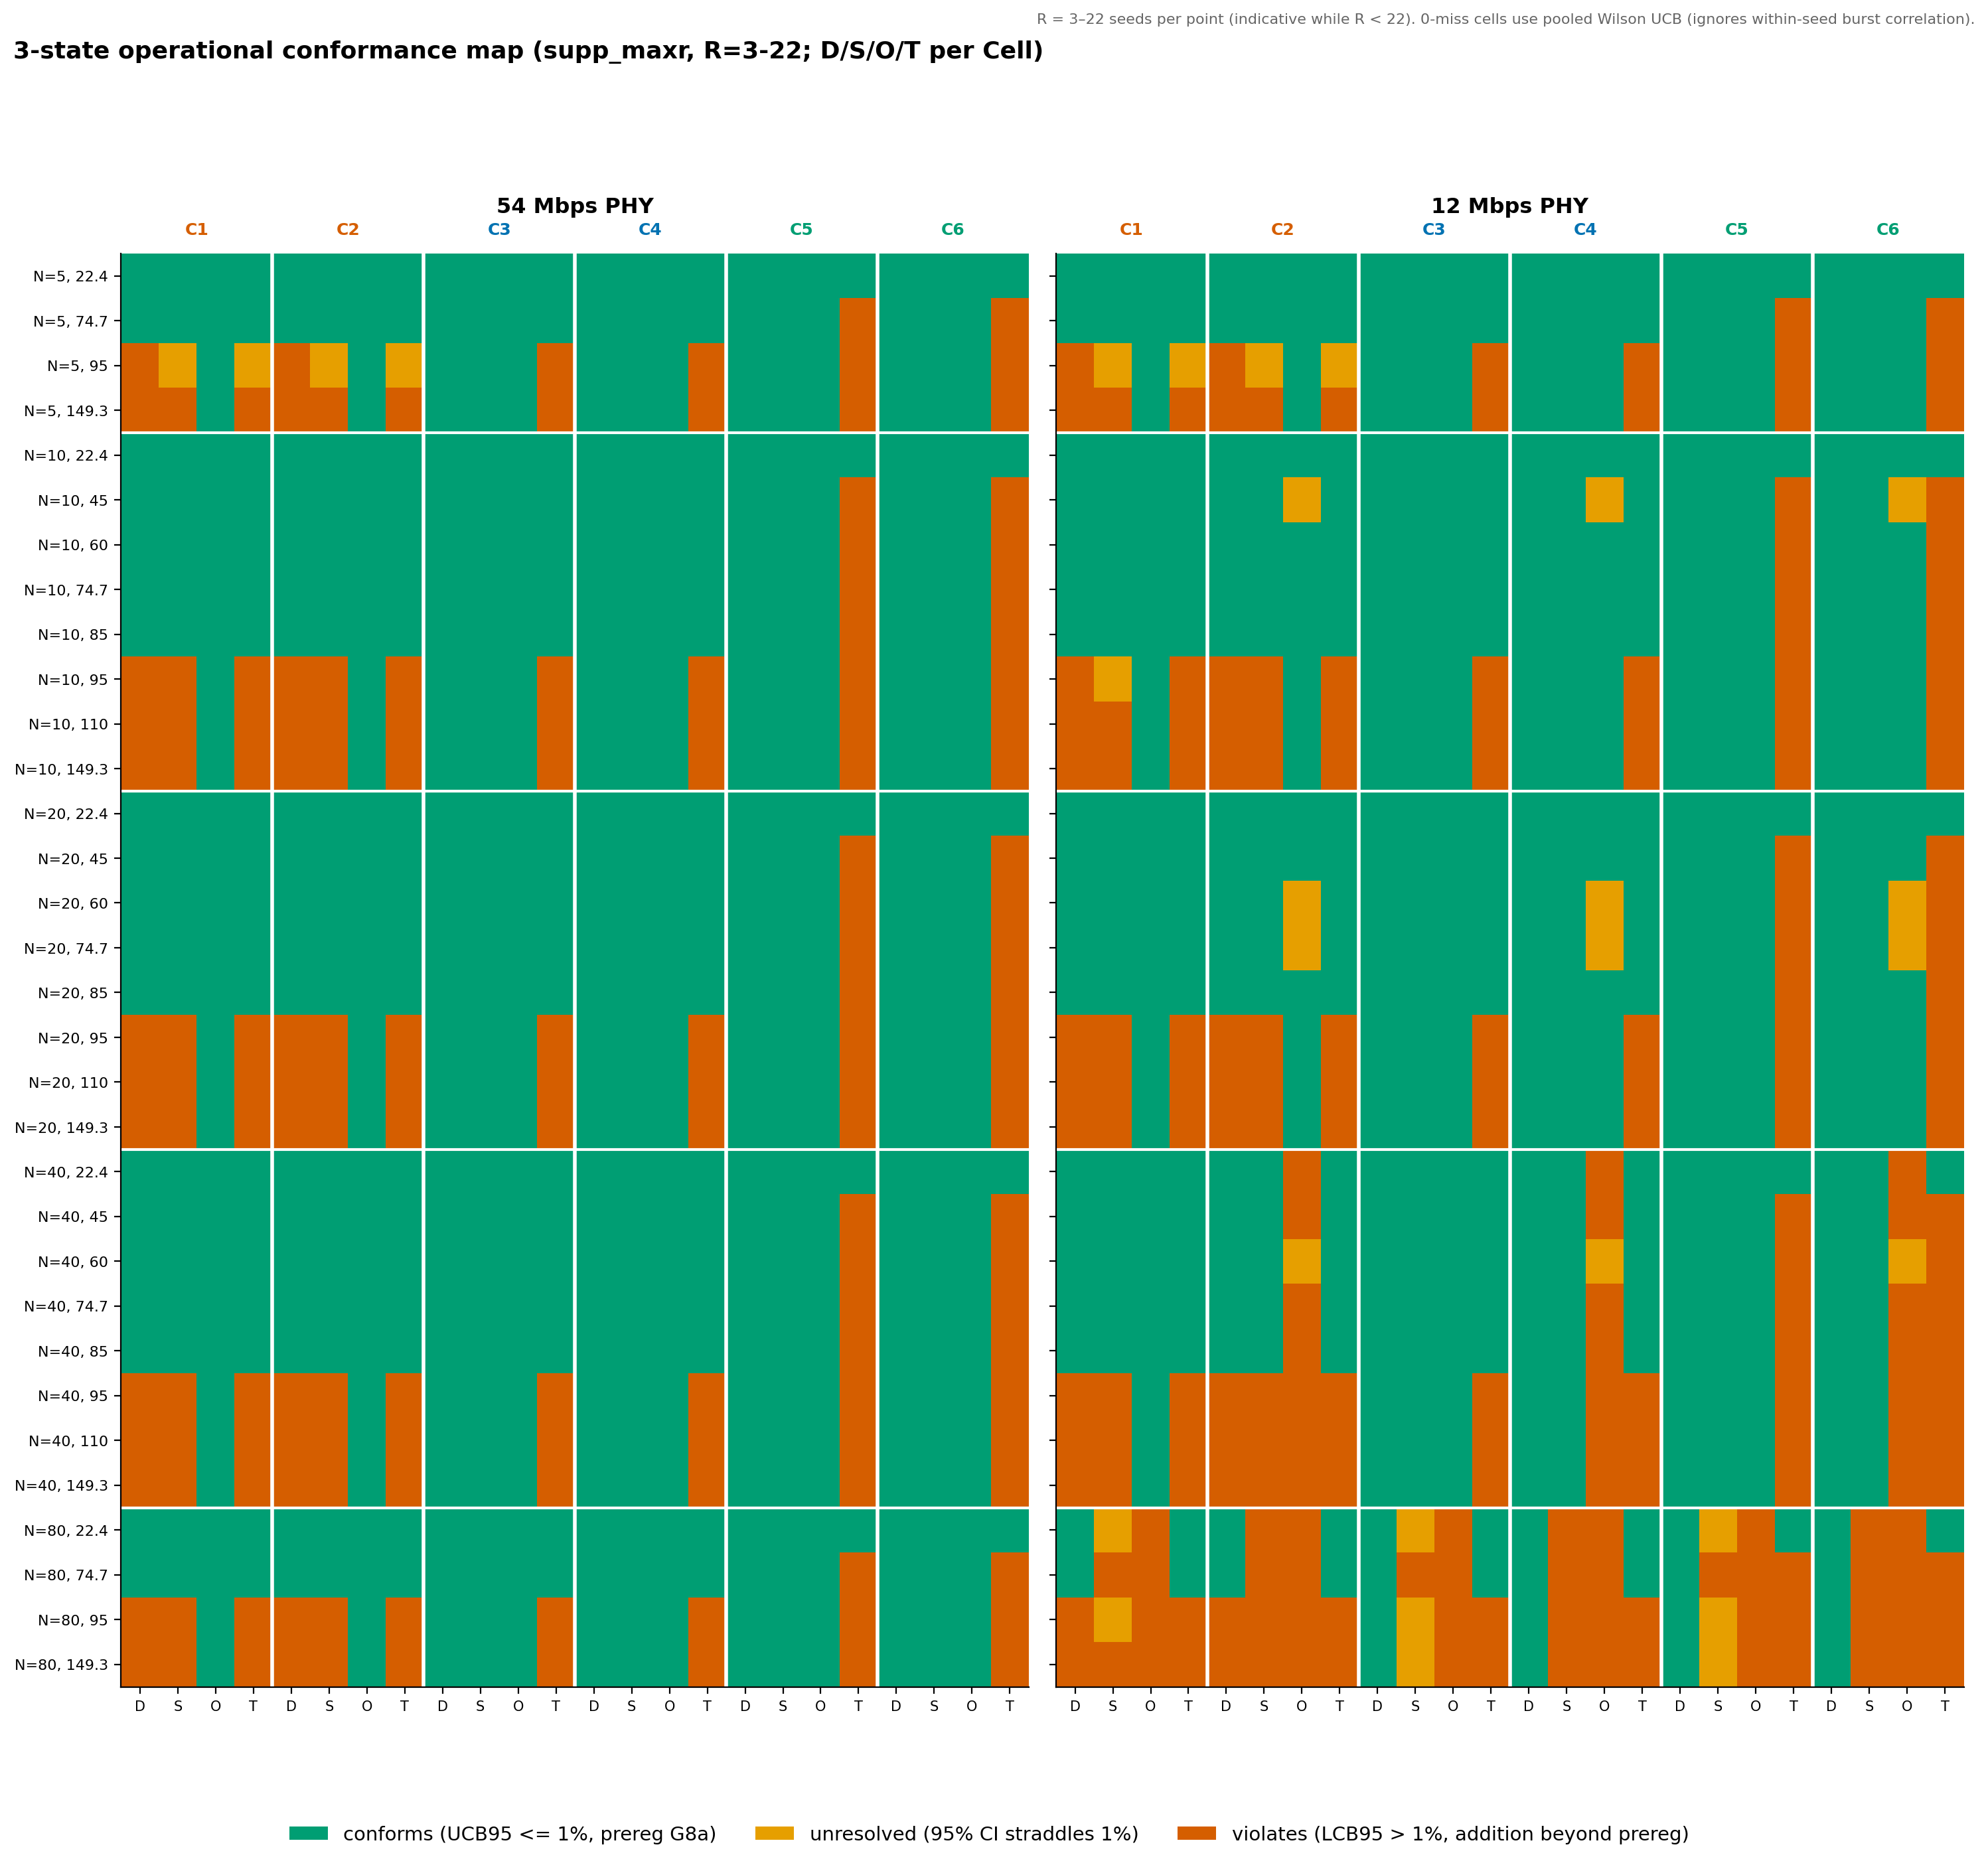 R = 3–22 seeds per point (indicative while R < 22). 0-miss cells use pooled Wilson UCB (ignores within-seed burst correlation).
3-state operational conformance map (supp_maxr, R=3-22; D/S/O/T per Cell)
54 Mbps PHY
C1 C2 C3 C4 C5 C6
12 Mbps PHY
C1 C2 C3 C4 C5 C6
N=5, 22.4
N=5, 74.7
N=5, 95
N=5, 149.3
N=10, 22.4
N=10, 45
N=10, 60
N=10, 74.7
N=10, 85
N=10, 95
N=10, 110
N=10, 149.3
N=20, 22.4
N=20, 45
N=20, 60
N=20, 74.7
N=20, 85
N=20, 95
N=20, 110
N=20, 149.3
N=40, 22.4
N=40, 45
N=40, 60
N=40, 74.7
N=40, 85
N=40, 95
N=40, 110
N=40, 149.3
N=80, 22.4
N=80, 74.7
N=80, 95
N=80, 149.3
D S O T D S O T D S O T D S O T D S O T D S O T
D S O T D S O T D S O T D S O T D S O T D S O T
conforms (UCB95 <= 1%, prereg G8a)
unresolved (95% CI straddles 1%)
violates (LCB95 > 1%, addition beyond prereg)